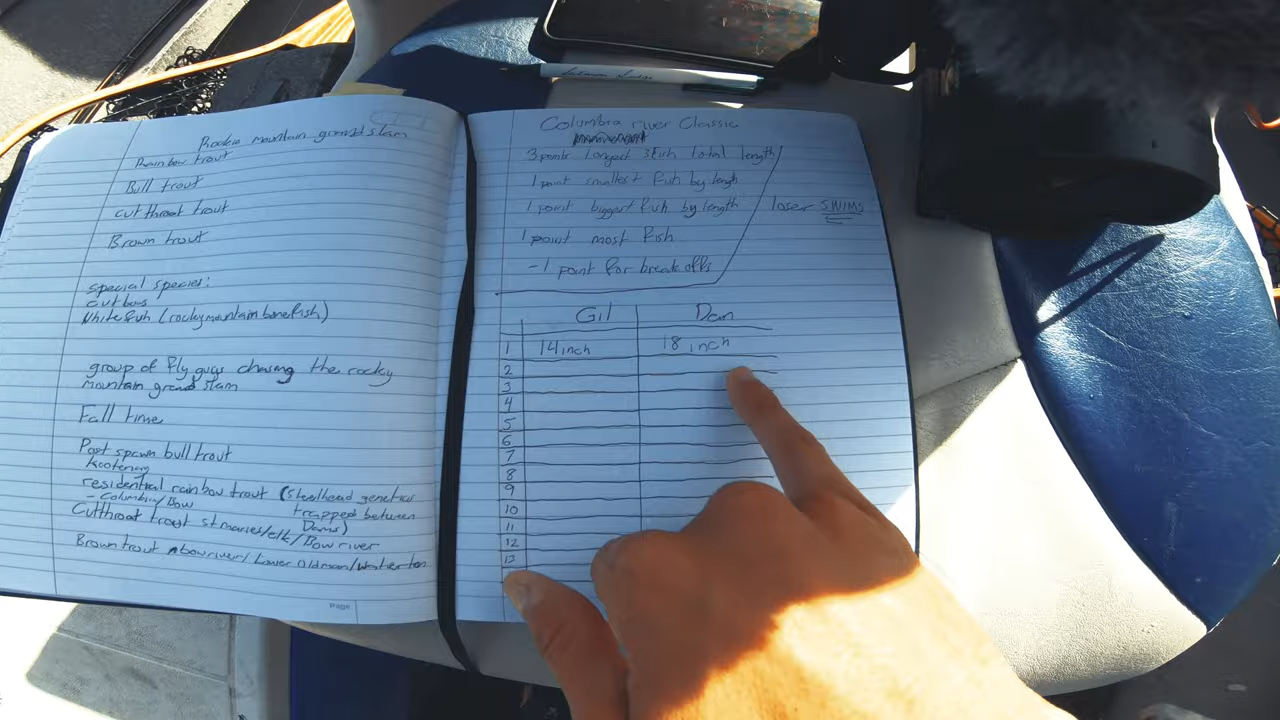 Rockie mountain grand slam
Rainbow trout
Bull trout
cutthroat trout
Brown trout
special species:
cutbows
Whitefish (rockymountain bonefish)
group of fly guys chasing the rocky
mountain grand slam
Fall time
Post spawn bull trout
Kootenay
residential rainbow trout (steelhead genetics
- Columbia/Bow trapped between
Dams)
Cutthroat trout st maries/elk/Bow river
Brown trout bow river/Lower Oldman/waterton
Page
Columbia river Classic
3 points longest 3 fish total length
1 point smallest fish by length
1 point biggest fish by length loser SWIMS
1 point most fish
-1 point for break offs
Gil Dan
1 14 inch 18 inch
2
3
4
5
6
7
8
9
10
11
12
13